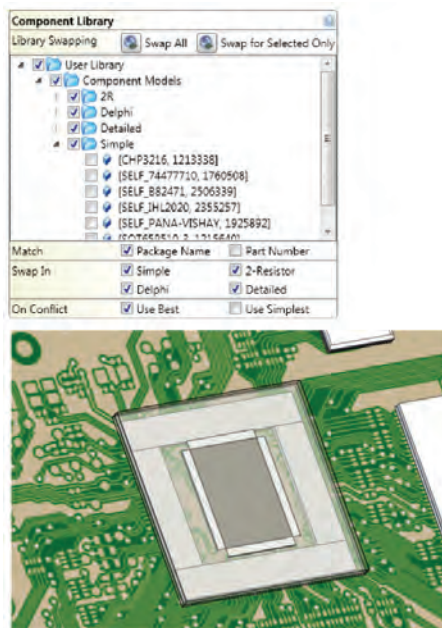 Component Library
Library Swapping Swap All Swap for Selected Only
User Library
Component Models
2R
Delphi
Detailed
Simple
[CHP3216, 1213338]
[SELF_74477710, 1760508]
[SELF_B82471, 2506339]
[SELF_IHL2020, 2355257]
[SELF_PANA-VISHAY, 1925892]
Match Package Name Part Number
Swap In Simple 2-Resistor
Delphi Detailed
On Conflict Use Best Use Simplest